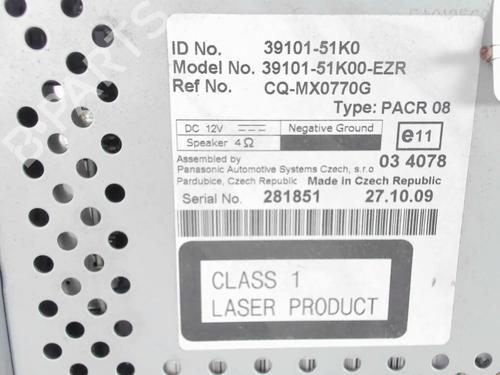 ID No. 39101-51K0
Model No. 39101-51K00-EZR
Ref No. CQ-MX0770G
Type: PACR 08
DC 12V Negative Ground
Speaker 4Ω
e11
Assembled by
03 4078
Panasonic Automotive Systems Czech, s.r.o
Pardubice, Czech Republic Made in Czech Republic
Serial No. 281851 27.10.09
CLASS 1
LASER PRODUCT